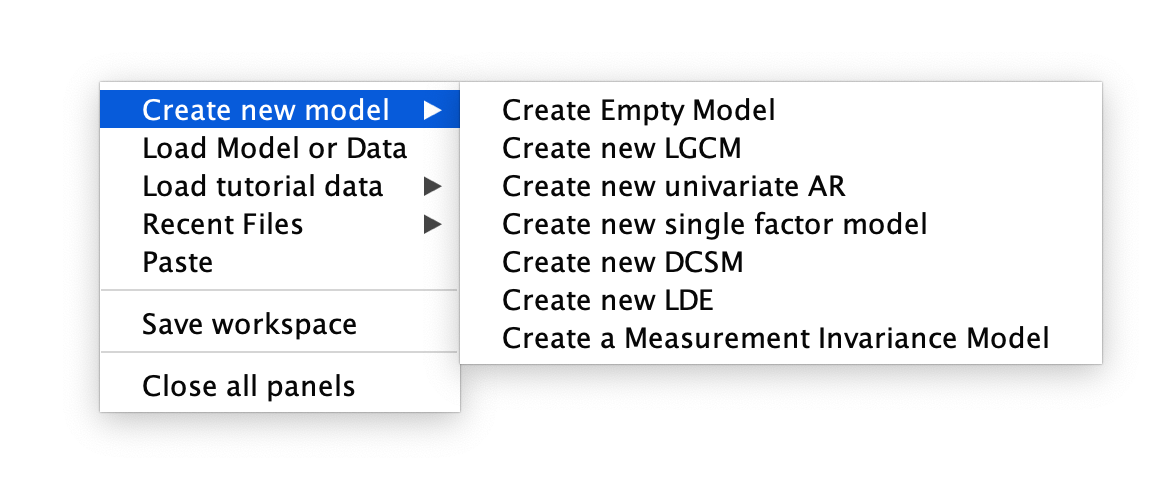 Create new model
Load Model or Data
Load tutorial data
Recent Files
Paste
Save workspace
Close all panels
Create Empty Model
Create new LGCM
Create new univariate AR
Create new single factor model
Create new DCSM
Create new LDE
Create a Measurement Invariance Model